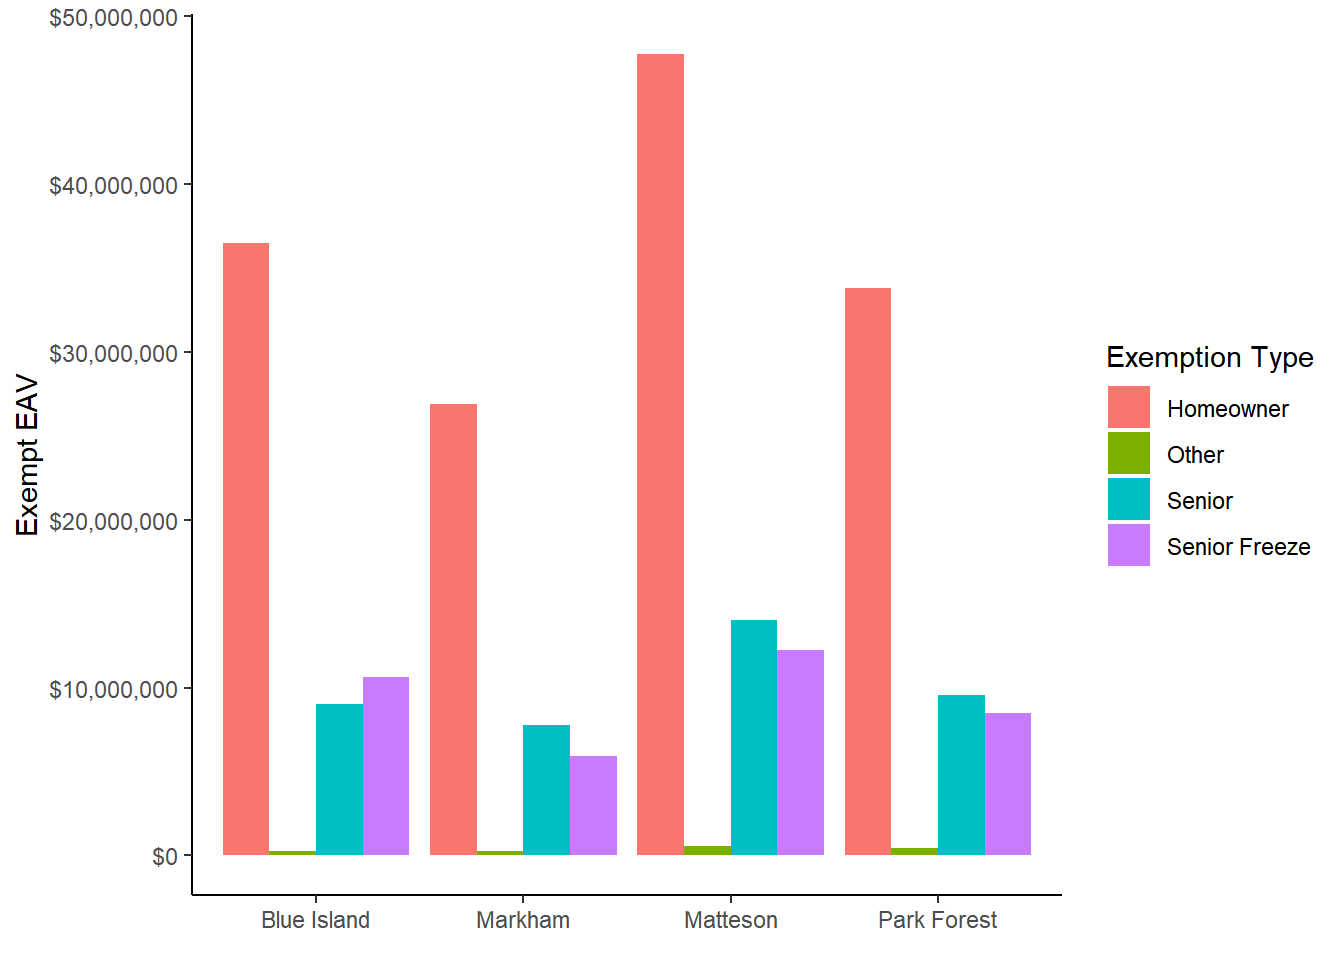 $50,000,000
$40,000,000
$30,000,000
$20,000,000
$10,000,000
$0
Exempt EAV
Blue Island
Markham
Matteson
Park Forest
Exemption Type
Homeowner
Other
Senior
Senior Freeze